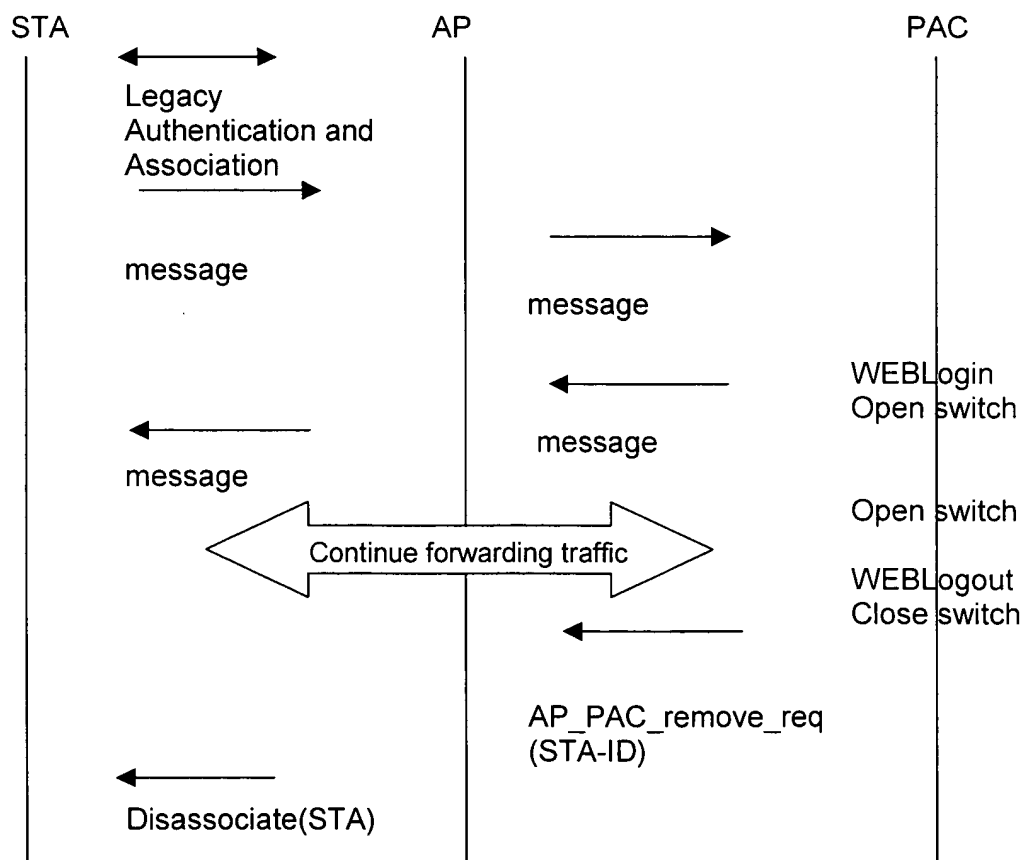 STA
AP
PAC
Legacy
Authentication and
Association
message
message
WEBLogin
Open switch
message
message
Open switch
Continue forwarding traffic
WEBLogout
Close switch
AP_PAC_remove_req
(STA-ID)
Disassociate(STA)